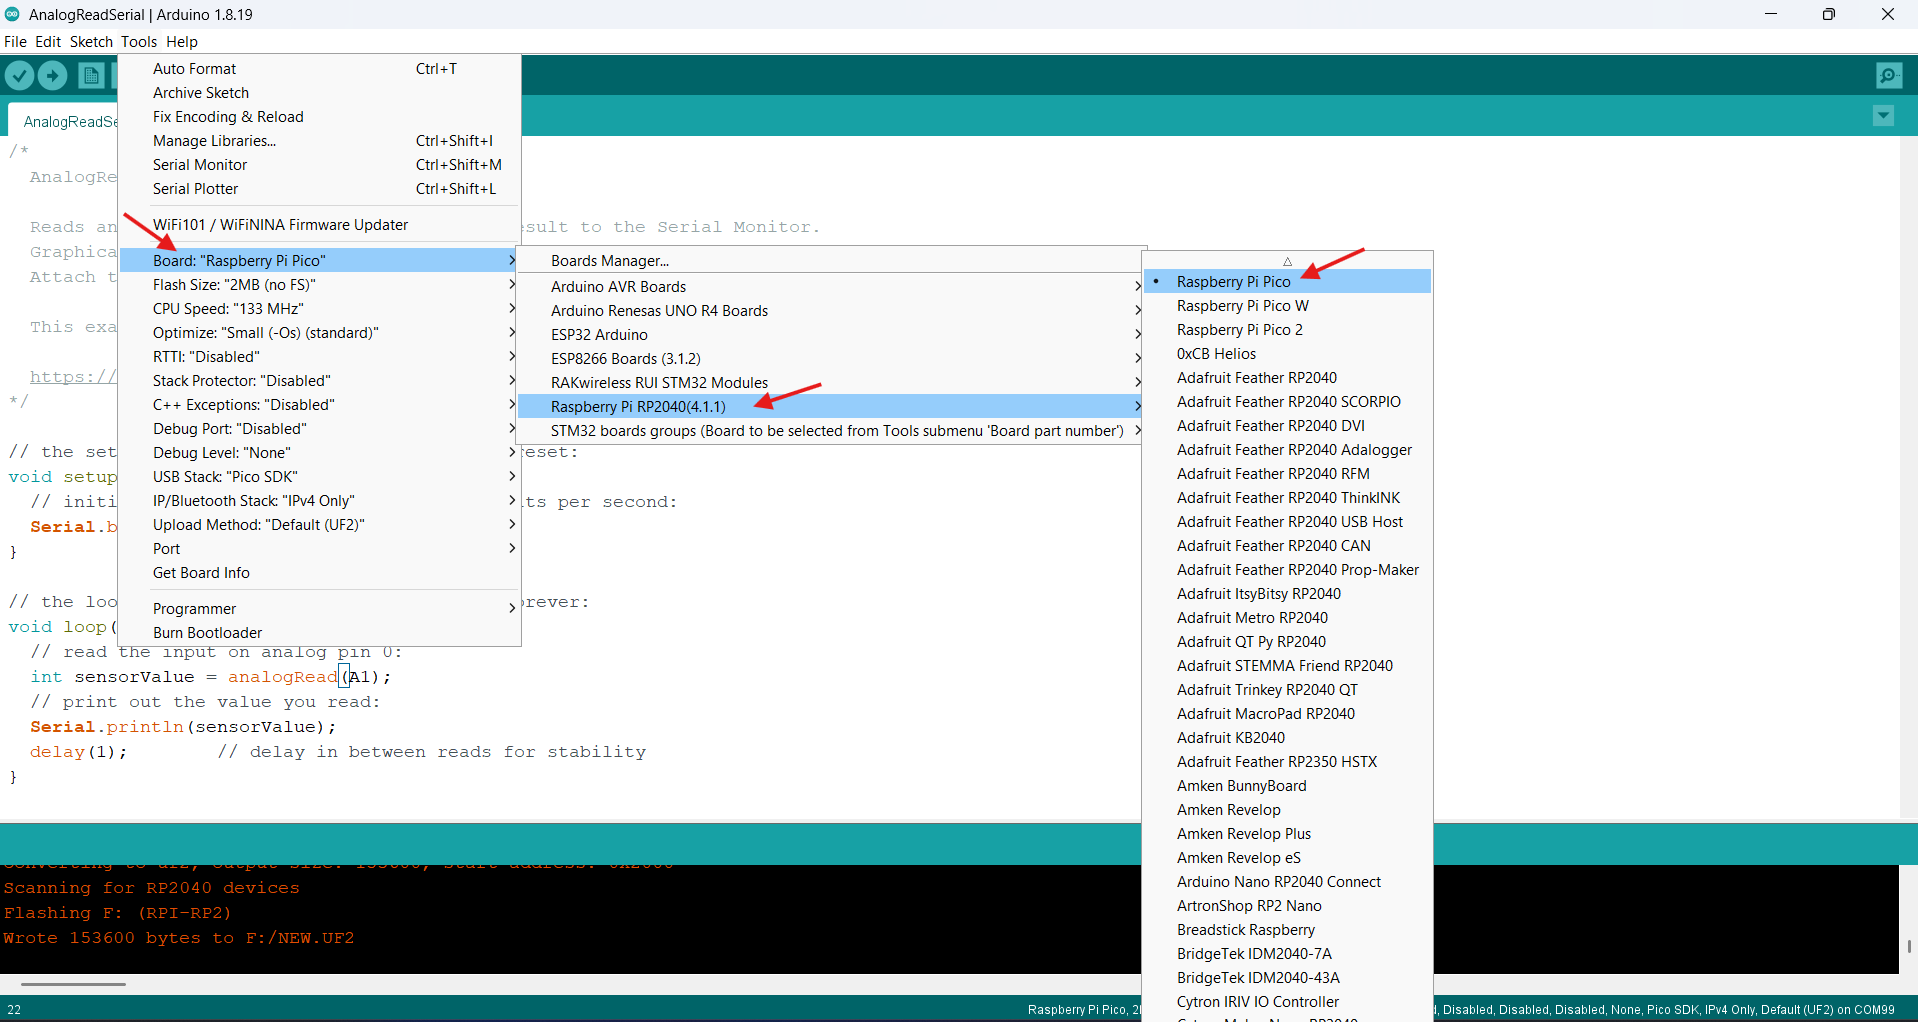 AnalogReadSerial | Arduino 1.8.19
File Edit Sketch Tools Help
AnalogReadSe
Auto Format Ctrl+T
Archive Sketch
Fix Encoding & Reload
Manage Libraries... Ctrl+Shift+I
Serial Monitor Ctrl+Shift+M
Serial Plotter Ctrl+Shift+L
WiFi101 / WiFiNINA Firmware Updater
Board: "Raspberry Pi Pico"
Flash Size: "2MB (no FS)"
CPU Speed: "133 MHz"
Optimize: "Small (-Os) (standard)"
RTTI: "Disabled"
Stack Protector: "Disabled"
C++ Exceptions: "Disabled"
Debug Port: "Disabled"
Debug Level: "None"
USB Stack: "Pico SDK"
IP/Bluetooth Stack: "IPv4 Only"
Upload Method: "Default (UF2)"
Port
Get Board Info
Programmer
Burn Bootloader
Boards Manager...
Arduino AVR Boards
Arduino Renesas UNO R4 Boards
ESP32 Arduino
ESP8266 Boards (3.1.2)
RAKwireless RUI STM32 Modules
Raspberry Pi RP2040(4.1.1)
STM32 boards groups (Board to be selected from Tools submenu 'Board part number')
Raspberry Pi Pico
Raspberry Pi Pico W
Raspberry Pi Pico 2
0xCB Helios
Adafruit Feather RP2040
Adafruit Feather RP2040 SCORPIO
Adafruit Feather RP2040 DVI
Adafruit Feather RP2040 Adalogger
Adafruit Feather RP2040 RFM
Adafruit Feather RP2040 ThinkINK
Adafruit Feather RP2040 USB Host
Adafruit Feather RP2040 CAN
Adafruit Feather RP2040 Prop-Maker
Adafruit ItsyBitsy RP2040
Adafruit Metro RP2040
Adafruit QT Py RP2040
Adafruit STEMMA Friend RP2040
Adafruit Trinkey RP2040 QT
Adafruit MacroPad RP2040
Adafruit KB2040
Adafruit Feather RP2350 HSTX
Amken BunnyBoard
Amken Revelop
Amken Revelop Plus
Amken Revelop eS
Arduino Nano RP2040 Connect
ArtronShop RP2 Nano
Breadstick Raspberry
BridgeTek IDM2040-7A
BridgeTek IDM2040-43A
Cytron IRIV IO Controller
/*
AnalogRe
Reads an sult to the Serial Monitor.
Graphica
Attach t
This exa
https://
*/
// the set reset:
void setup
// initi ts per second:
Serial.b
}
// the loo rever:
void loop(
// read the input on analog pin 0:
int sensorValue = analogRead(A1);
// print out the value you read:
Serial.println(sensorValue);
delay(1); // delay in between reads for stability
}
Scanning for RP2040 devices
Flashing F: (RPI-RP2)
Wrote 153600 bytes to F:/NEW.UF2
22
Raspberry Pi Pico, 2 , Disabled, Disabled, Disabled, None, Pico SDK, IPv4 Only, Default (UF2) on COM99